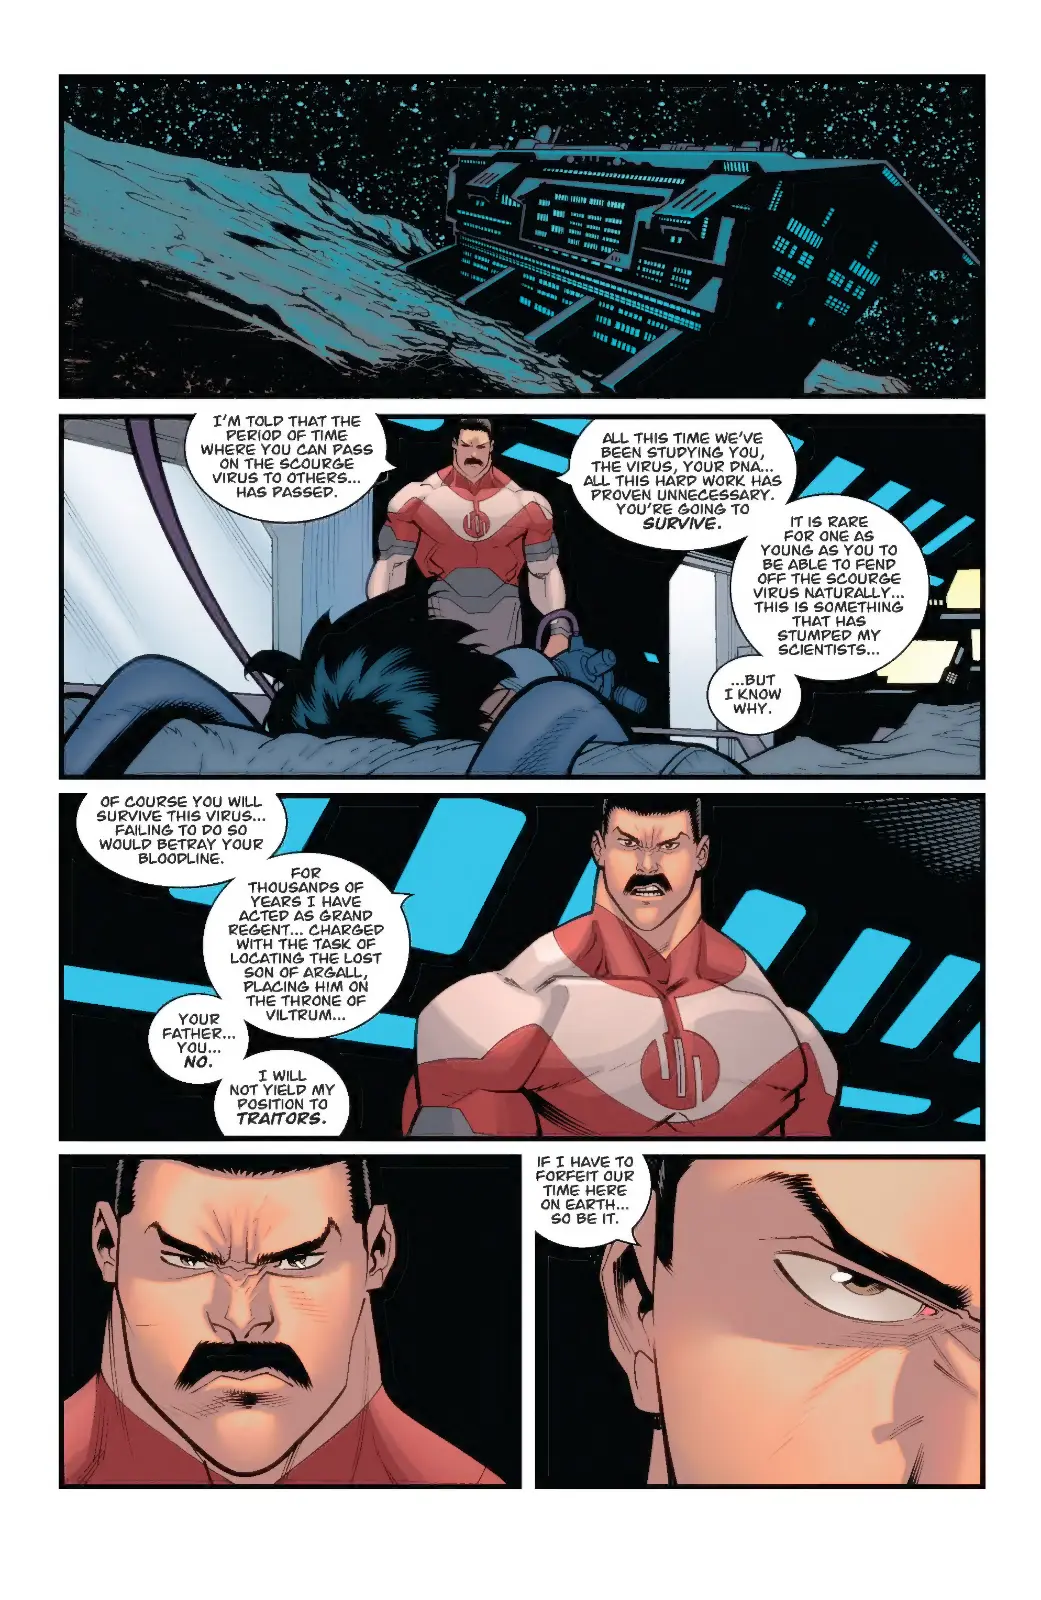 I'M TOLD THAT THE
PERIOD OF TIME
WHERE YOU CAN PASS
ON THE SCOURGE
VIRUS TO OTHERS...
HAS PASSED.
ALL THIS TIME WE'VE
BEEN STUDYING YOU,
THE VIRUS, YOUR DNA...
ALL THIS HARD WORK HAS
PROVEN UNNECESSARY.
YOU'RE GOING TO
SURVIVE.
IT IS RARE
FOR ONE AS
YOUNG AS YOU TO
BE ABLE TO FEND
OFF THE SCOURGE
VIRUS NATURALLY...
THIS IS SOMETHING
THAT HAS
STUMPED MY
SCIENTISTS...
...BUT
I KNOW
WHY.
OF COURSE YOU WILL
SURVIVE THIS VIRUS...
FAILING TO DO SO
WOULD BETRAY YOUR
BLOODLINE.
FOR
THOUSANDS OF
YEARS I HAVE
ACTED AS GRAND
REGENT... CHARGED
WITH THE TASK OF
LOCATING THE LOST
SON OF ARGALL,
PLACING HIM ON
THE THRONE OF
VILTRUM...
YOUR
FATHER...
YOU...
NO.
I WILL
NOT YIELD MY
POSITION TO
TRAITORS.
IF I HAVE TO
FORFEIT OUR
TIME HERE
ON EARTH...
SO BE IT.